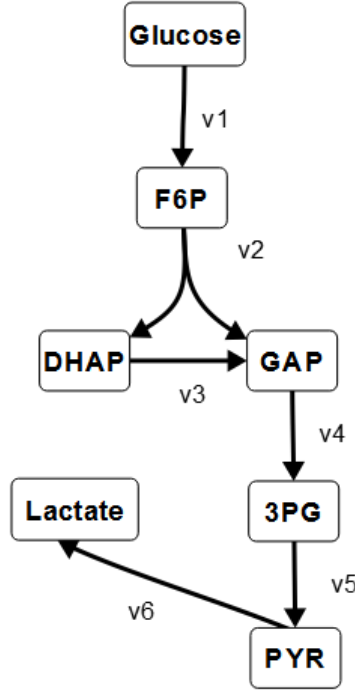 Glucose
v1
F6P
v2
DHAP
GAP
v3
v4
Lactate
3PG
v5
v6
PYR